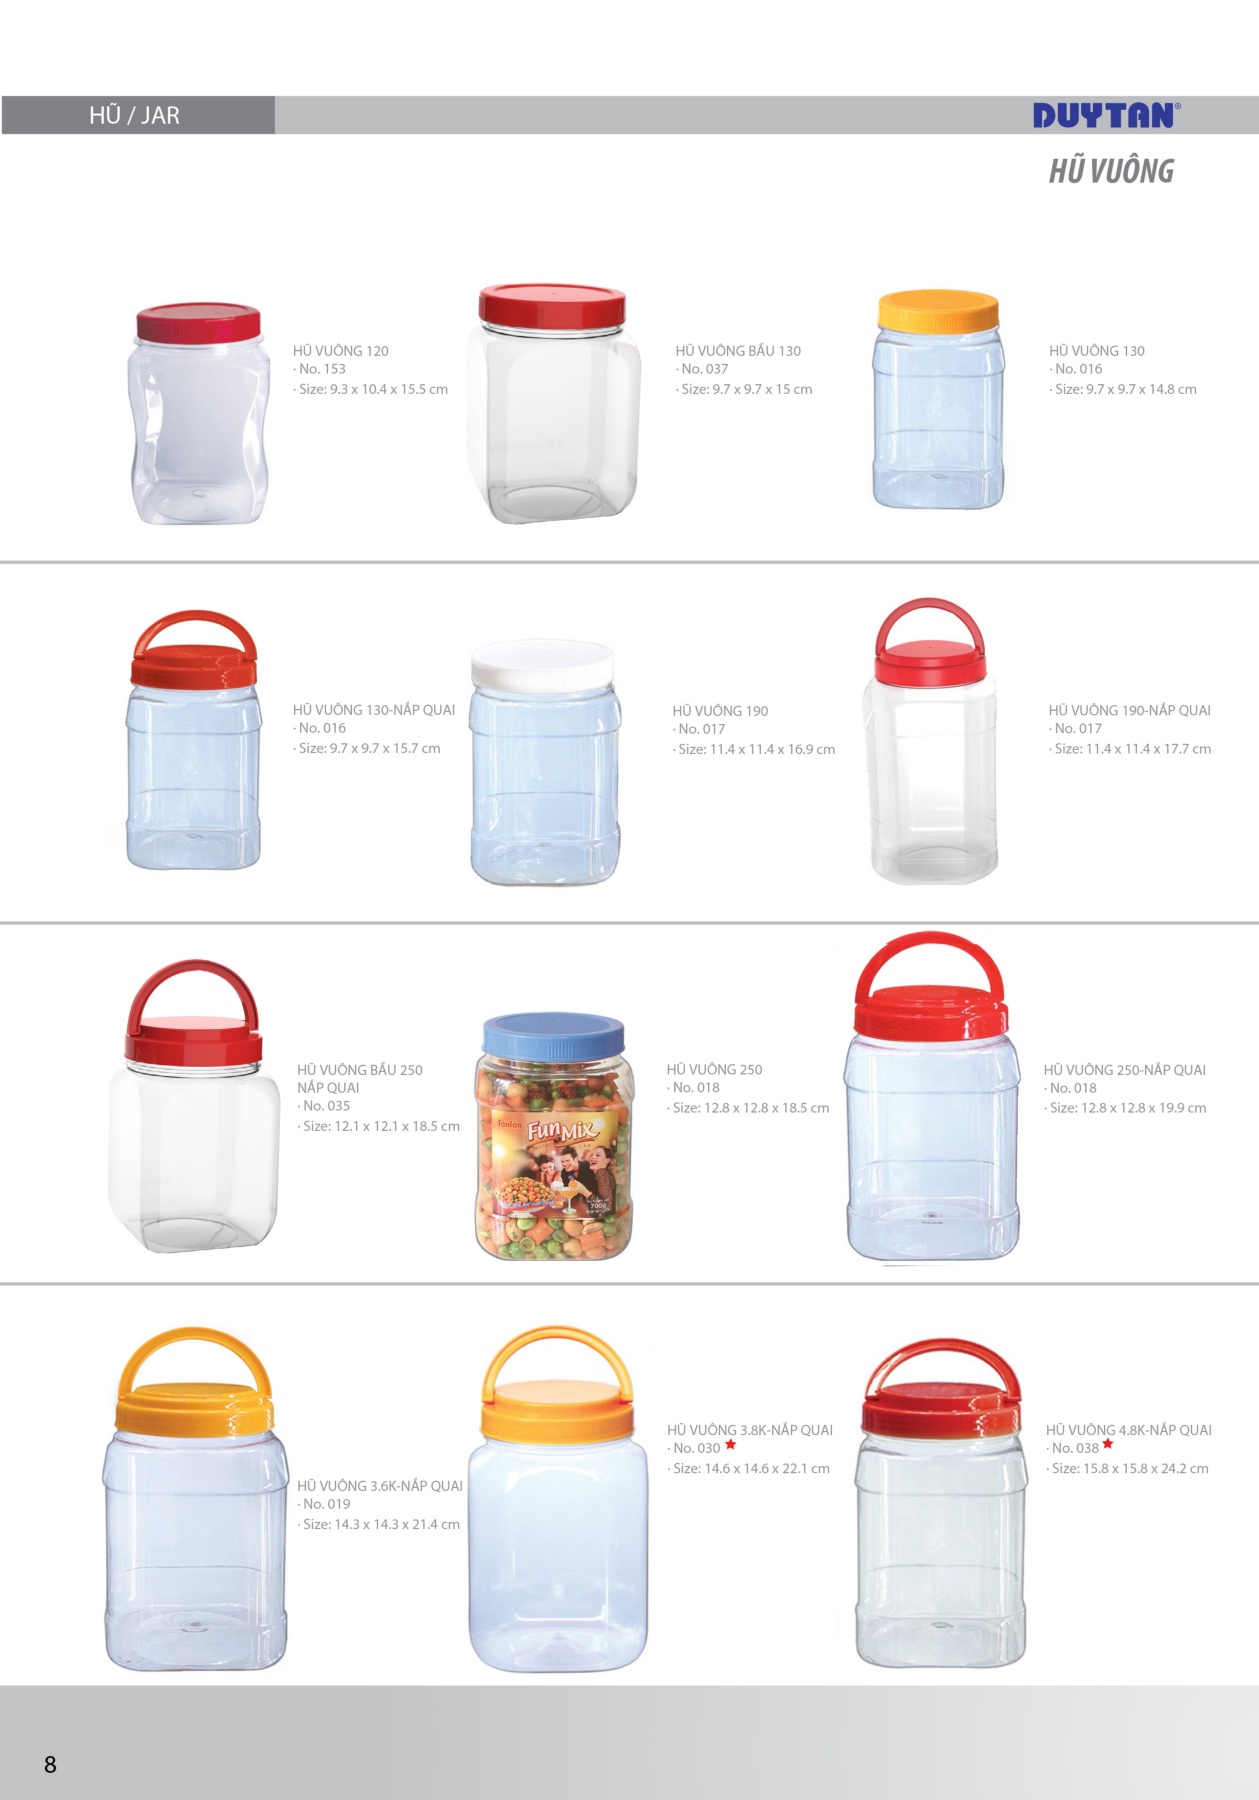 HŨ / JAR
DUYTAN®
HŨ VUÔNG
HŨ VUÔNG 120
· No. 153
· Size: 9.3 x 10.4 x 15.5 cm
HŨ VUÔNG BẦU 130
· No. 037
· Size: 9.7 x 9.7 x 15 cm
HŨ VUÔNG 130
· No. 016
· Size: 9.7 x 9.7 x 14.8 cm
HŨ VUÔNG 130-NẮP QUAI
· No. 016
· Size: 9.7 x 9.7 x 15.7 cm
HŨ VUÔNG 190
· No. 017
· Size: 11.4 x 11.4 x 16.9 cm
HŨ VUÔNG 190-NẮP QUAI
· No. 017
· Size: 11.4 x 11.4 x 17.7 cm
HŨ VUÔNG BẦU 250
NẮP QUAI
· No. 035
· Size: 12.1 x 12.1 x 18.5 cm
TanTan
FunMix
700g
HŨ VUÔNG 250
· No. 018
· Size: 12.8 x 12.8 x 18.5 cm
HŨ VUÔNG 250-NẮP QUAI
· No. 018
· Size: 12.8 x 12.8 x 19.9 cm
HŨ VUÔNG 3.6K-NẮP QUAI
· No. 019
· Size: 14.3 x 14.3 x 21.4 cm
HŨ VUÔNG 3.8K-NẮP QUAI
· No. 030
· Size: 14.6 x 14.6 x 22.1 cm
HŨ VUÔNG 4.8K-NẮP QUAI
· No. 038
· Size: 15.8 x 15.8 x 24.2 cm
8